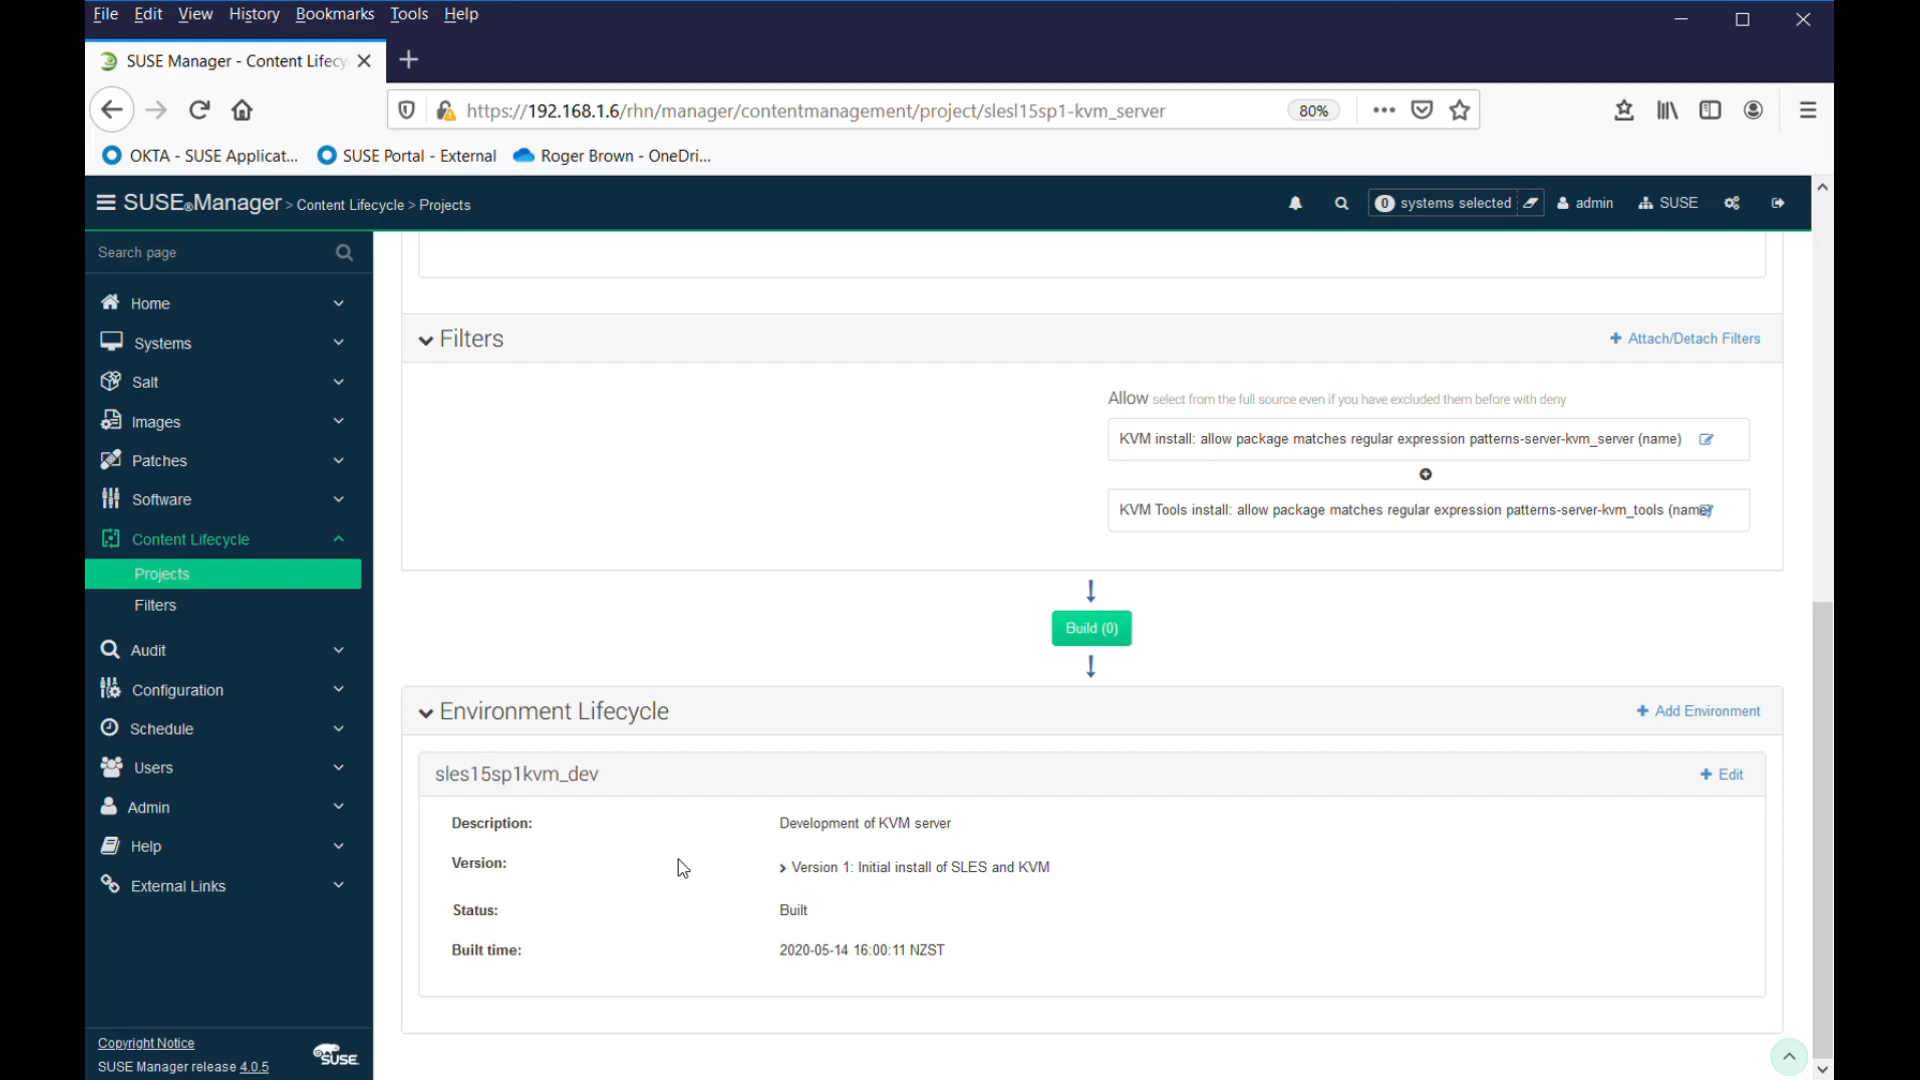 File Edit View History Bookmarks Tools Help
SUSE Manager - Content Lifecy
https://192.168.1.6/rhn/manager/contentmanagement/project/slesl15sp1-kvm_server 80%
OKTA - SUSE Applicat... SUSE Portal - External Roger Brown - OneDri...
SUSE®Manager > Content Lifecycle > Projects 0 systems selected admin SUSE
Search page
Home
Systems
Salt
Images
Patches
Software
Content Lifecycle
Projects
Filters
Audit
Configuration
Schedule
Users
Admin
Help
External Links
Copyright Notice
SUSE Manager release 4.0.5
SUSE
Filters
Attach/Detach Filters
Allow select from the full source even if you have excluded them before with deny
KVM install: allow package matches regular expression patterns-server-kvm_server (name)
KVM Tools install: allow package matches regular expression patterns-server-kvm_tools (name)
Build (0)
Environment Lifecycle
Add Environment
sles15sp1kvm_dev
Edit
Description: Development of KVM server
Version: Version 1: Initial install of SLES and KVM
Status: Built
Built time: 2020-05-14 16:00:11 NZST